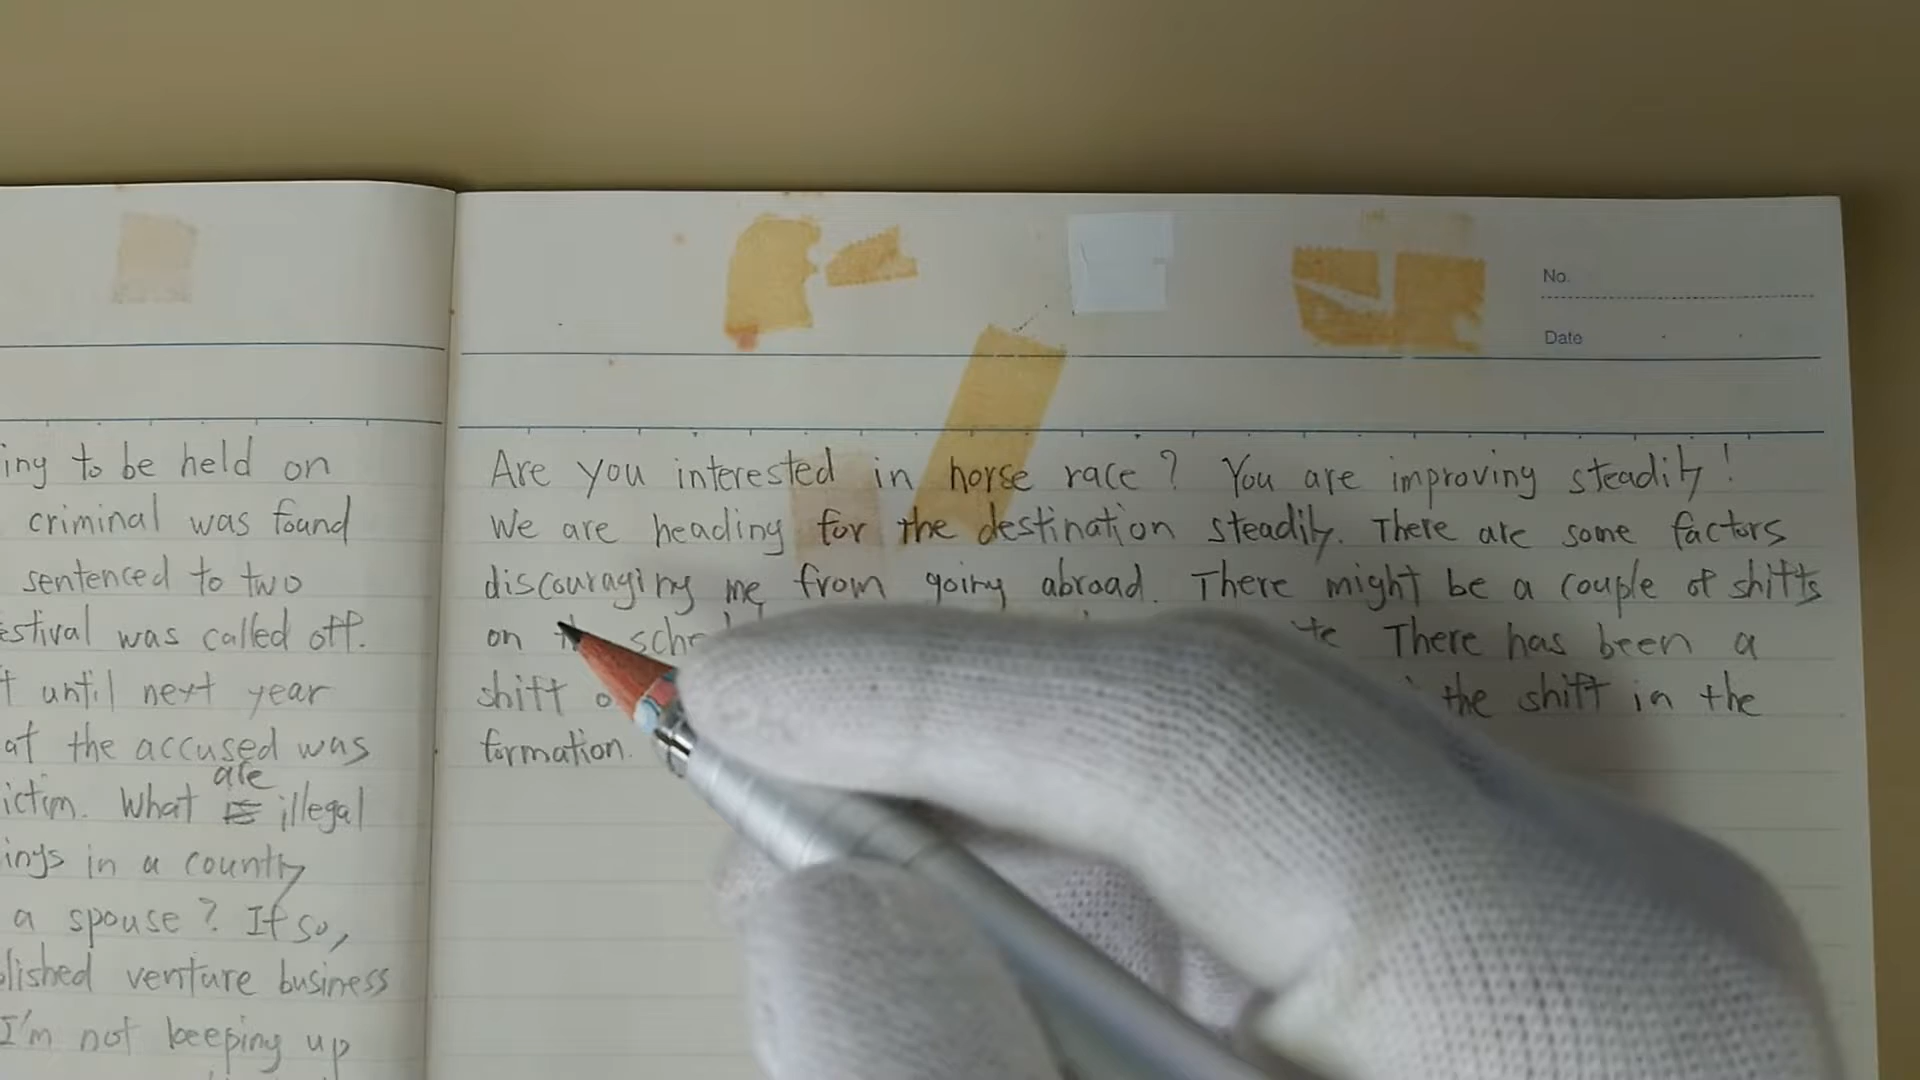 ing to be held on
criminal was found
sentenced to two
estival was called off.
t until next year
at the accused was
are
ictim. What illegal
ings in a country
a spouse? If so,
lished venture business
I'm not keeping up
No.
Date
Are you interested in horse race? You are improving steadily!
We are heading for the destination steadily. There are some factors
discouraging me from going abroad. There might be a couple of shifts
on There has been a
shift the shift in the
formation.